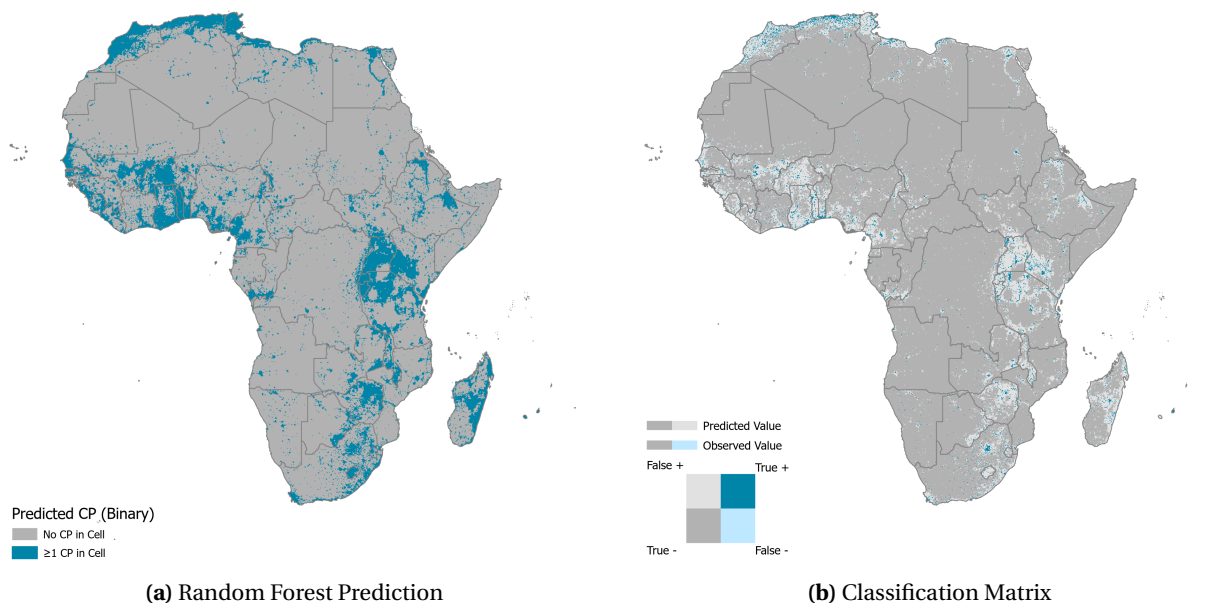 Predicted CP (Binary)
No CP in Cell
≥1 CP in Cell
(a) Random Forest Prediction
Predicted Value
Observed Value
False +
True +
True -
False -
(b) Classification Matrix